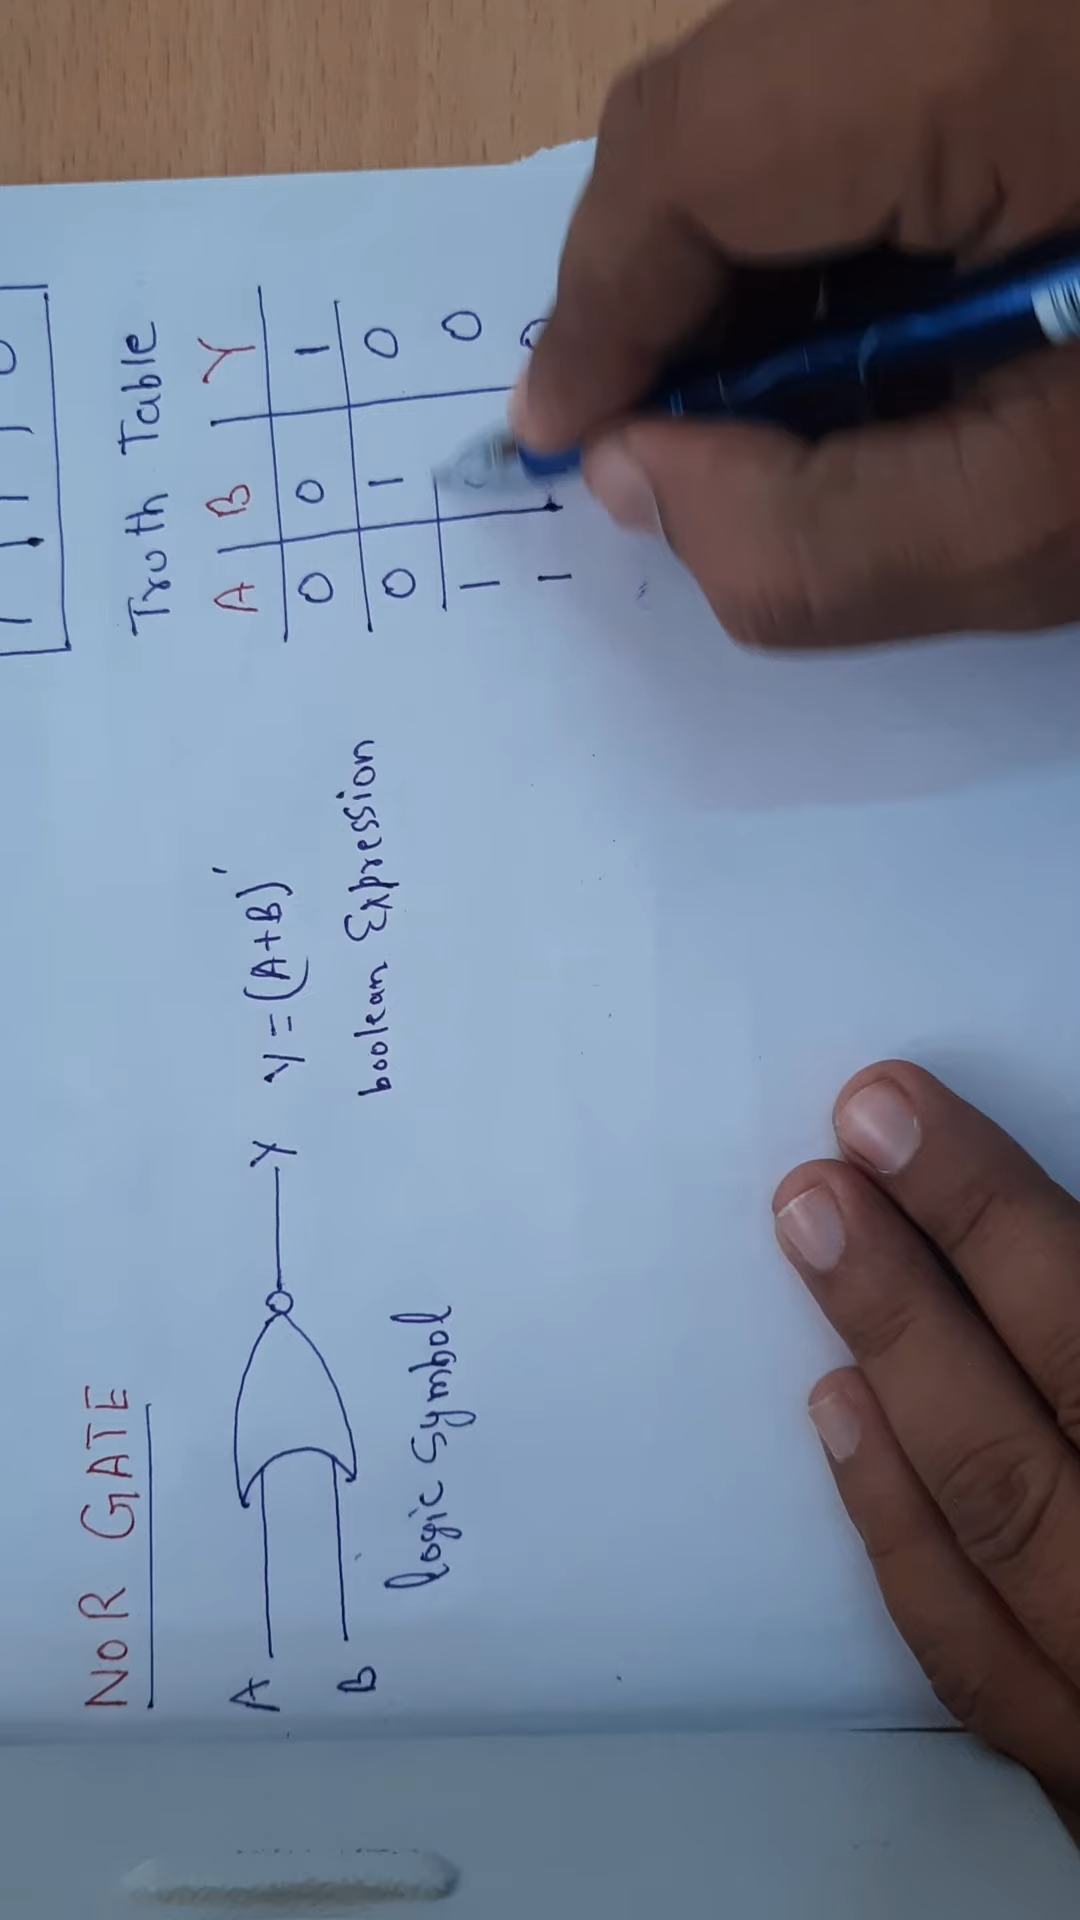 NOR GATE
A
B
Y
Y = (A+B)'
logic symbol
boolean Expression
Truth Table
A B Y
0 0 1
0 1 0
1 0 0
1